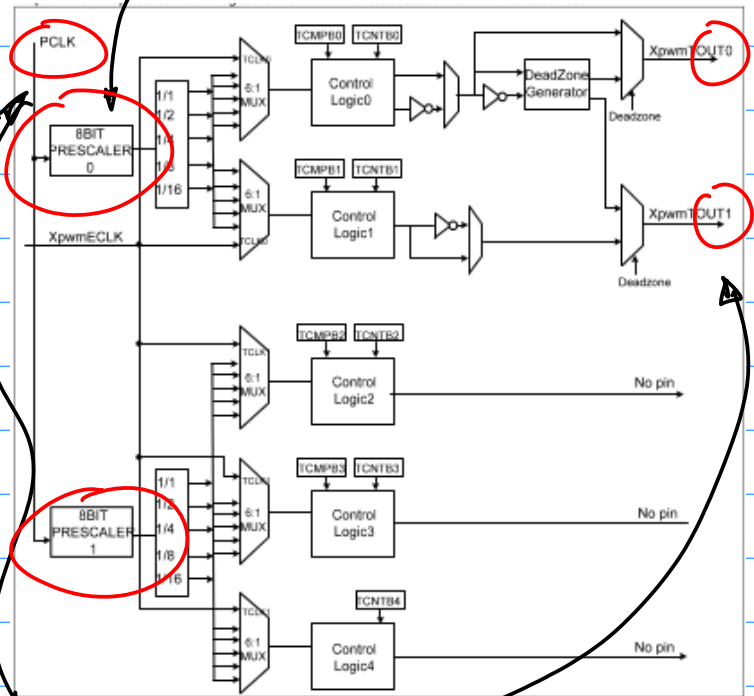 PCLK
TCMPB0 TCNTB0
XpwmTOUT0
TCLK0
6:1
MUX
Control
Logic0
DeadZone
Generator
Deadzone
8BIT
PRESCALER
0
1/1
1/2
1/4
1/8
1/16
TCMPB1 TCNTB1
6:1
MUX
TCLK0
Control
Logic1
XpwmTOUT1
Deadzone
XpwmECLK
TCMPB2 TCNTB2
TCLK
6:1
MUX
Control
Logic2
No pin
TCMPB3 TCNTB3
6:1
MUX
Control
Logic3
No pin
8BIT
PRESCALER
1
1/1
1/2
1/4
1/8
1/16
TCNTB4
TCLK1
6:1
MUX
Control
Logic4
No pin